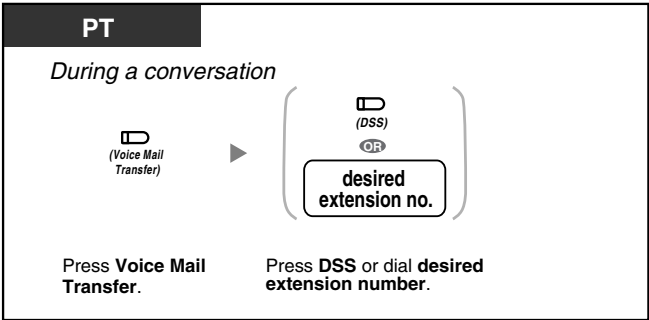 PT
During a conversation
(Voice Mail
Transfer)
(DSS)
OR
desired
extension no.
Press Voice Mail
Transfer.
Press DSS or dial desired
extension number.